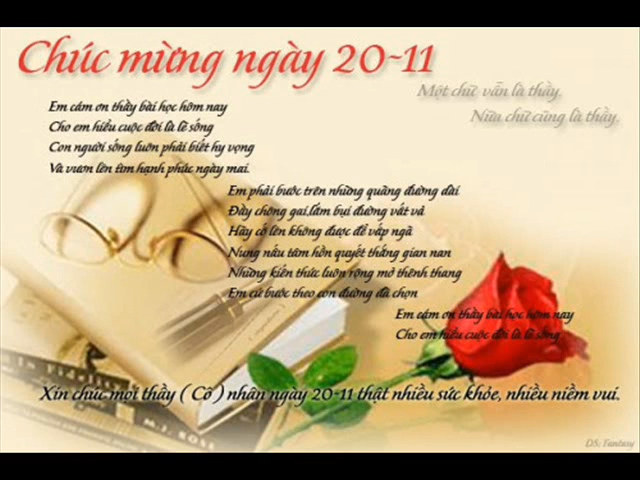 Chúc mừng ngày 20-11
Một chữ vẫn là thầy.
Nửa chữ cũng là thầy.
Em cám ơn thầy bài học hôm nay
Cho em hiểu cuộc đời là lẽ sống
Con người sống luôn phải biết hy vọng
Và vươn lên tìm hạnh phúc ngày mai.
Em phải bước trên những quãng đường dài
Đầy chông gai,lắm bụi đường vất vả
Hãy cố lên không được để vấp ngã
Nung nấu tâm hồn quyết thắng gian nan
Những kiến thức luôn rộng mở thênh thang
Em cứ bước theo con đường đã chọn
Em cám ơn thầy bài học hôm nay
Cho em hiểu cuộc đời là lẽ sống
Xin chúc mọi thầy ( Cô ) nhân ngày 20-11 thật nhiều sức khỏe, nhiều niềm vui.
M.J. ROSE
DS: Fantasy